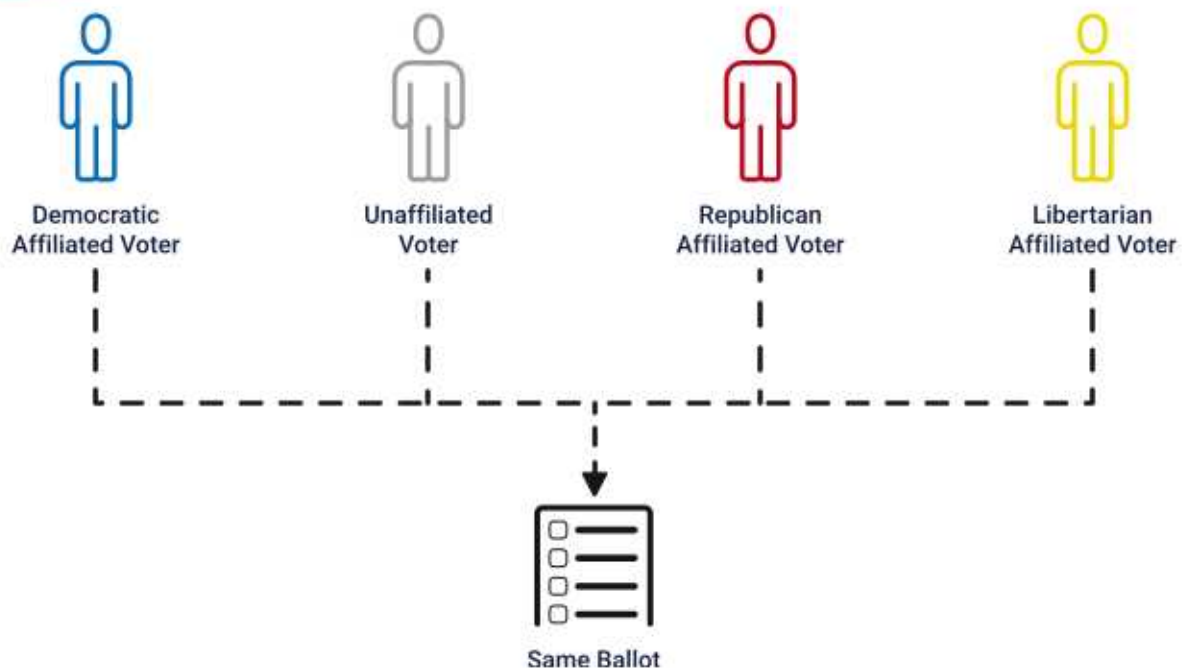 Democratic
Affiliated Voter
Unaffiliated
Voter
Republican
Affiliated Voter
Libertarian
Affiliated Voter
Same Ballot